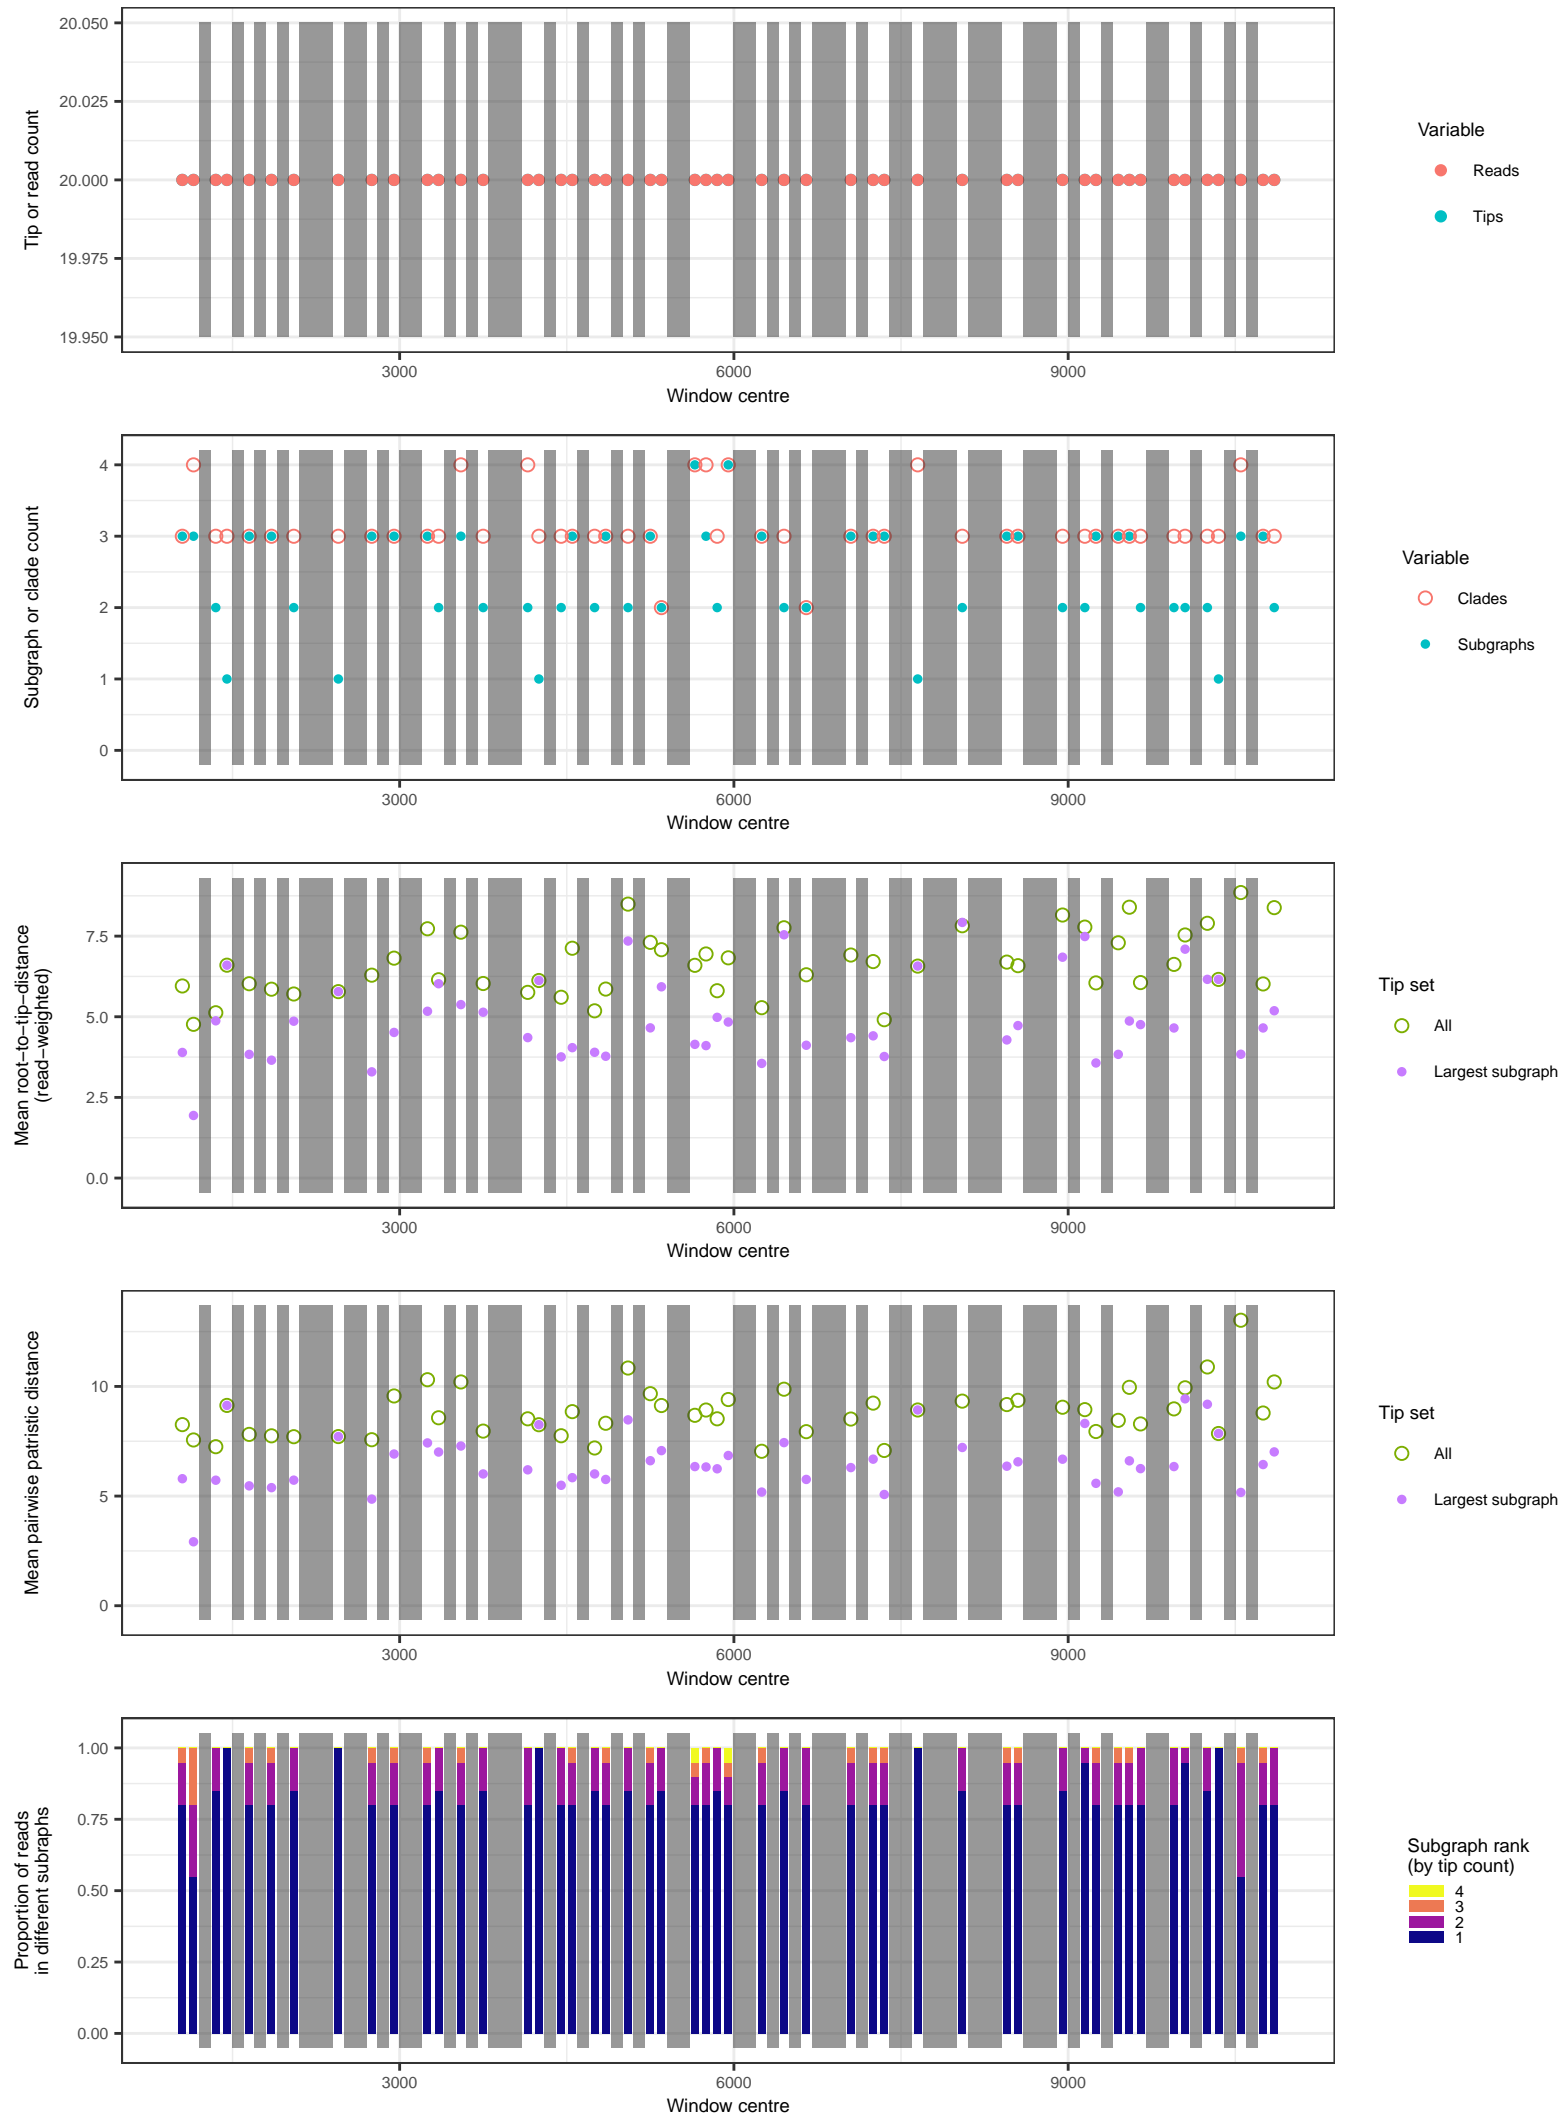 20.050
20.025
20.000
19.975
19.950
Tip or read count
3000
6000
9000
Window centre
Variable
Reads
Tips
4
3
2
1
0
Subgraph or clade count
3000
6000
9000
Window centre
Variable
Clades
Subgraphs
7.5
5.0
2.5
0.0
Mean root−to−tip−distance
(read−weighted)
3000
6000
9000
Window centre
Tip set
All
Largest subgraph
10
5
0
Mean pairwise patristic distance
3000
6000
9000
Window centre
Tip set
All
Largest subgraph
1.00
0.75
0.50
0.25
0.00
Proportion of reads
in different subraphs
3000
6000
9000
Window centre
Subgraph rank
(by tip count)
4
3
2
1